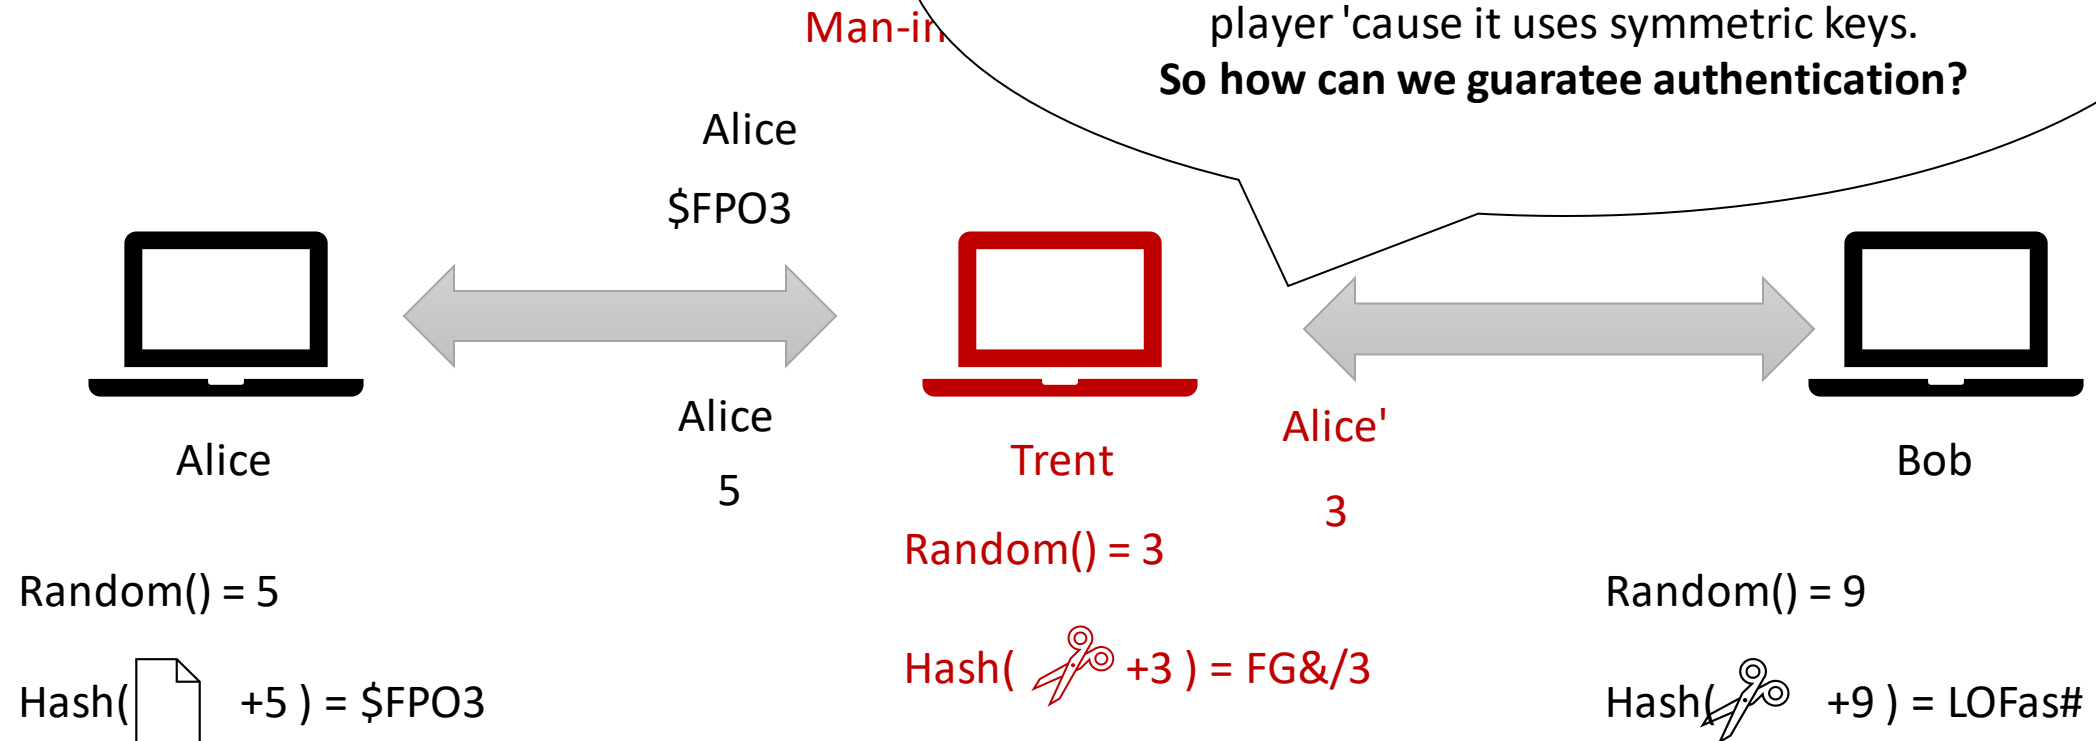 player 'cause it uses symmetric keys.
Man-in
So how can we guaratee authentication?
Alice
$FPO3
Alice
5
Alice'
3
Alice
Trent
Bob
Random() = 5
Hash( +5 ) = $FPO3
Random() = 3
Hash( +3 ) = FG&/3
Random() = 9
Hash( +9 ) = LOFas#